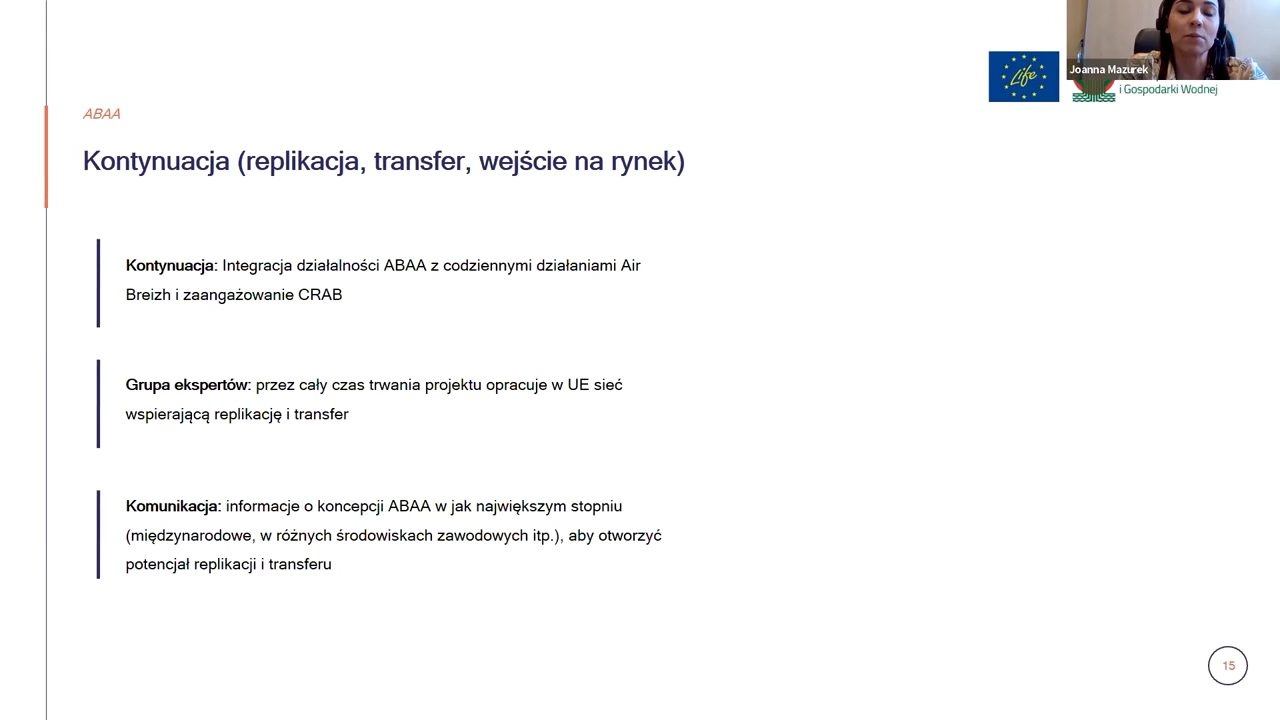 Life
Joanna Mazurek
i Gospodarki Wodnej
ABAA
Kontynuacja (replikacja, transfer, wejście na rynek)
Kontynuacja: Integracja działalności ABAA z codziennymi działaniami Air
Breizh i zaangażowanie CRAB
Grupa ekspertów: przez cały czas trwania projektu opracuje w UE sieć
wspierającą replikację i transfer
Komunikacja: informacje o koncepcji ABAA w jak największym stopniu
(międzynarodowe, w różnych środowiskach zawodowych itp.), aby otworzyć
potencjał replikacji i transferu
15